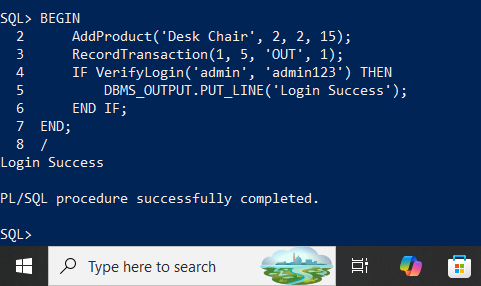 SQL> BEGIN
  2      AddProduct('Desk Chair', 2, 2, 15);
  3      RecordTransaction(1, 5, 'OUT', 1);
  4      IF VerifyLogin('admin', 'admin123') THEN
  5          DBMS_OUTPUT.PUT_LINE('Login Success');
  6      END IF;
  7  END;
  8  /
Login Success
PL/SQL procedure successfully completed.
SQL>
Type here to search